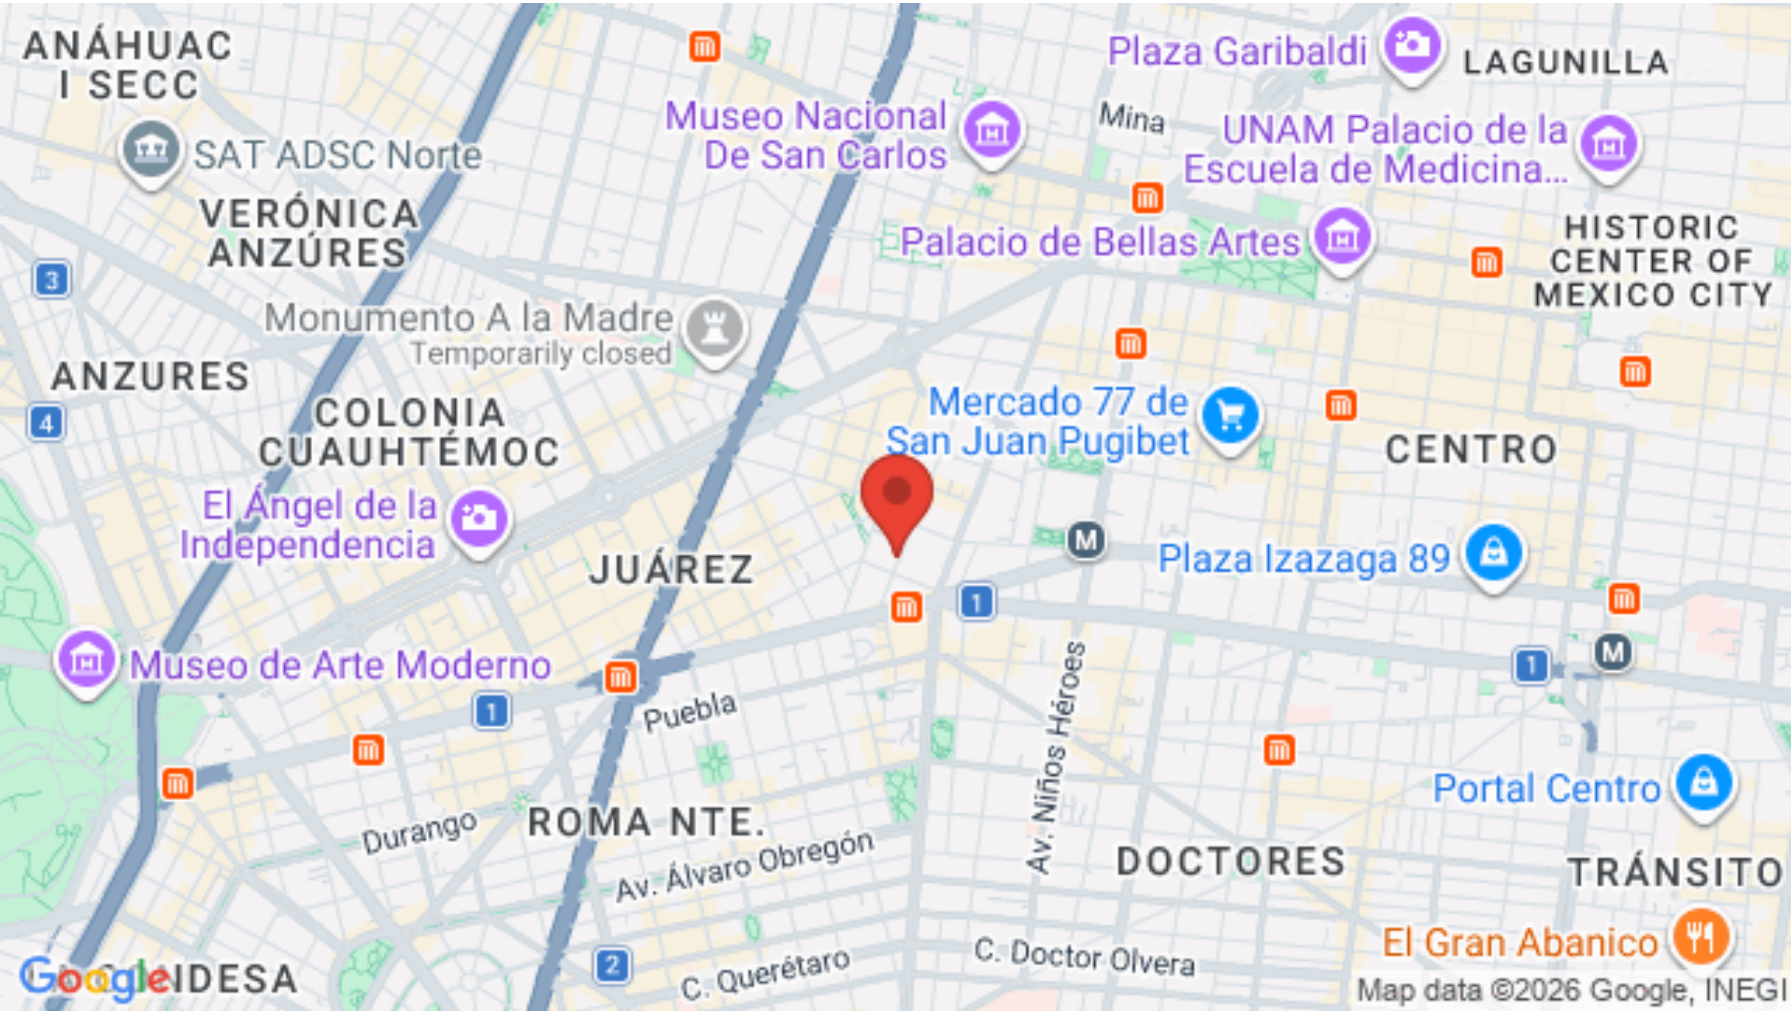 ANÁHUAC
I SECC
Plaza Garibaldi
LAGUNILLA
Museo Nacional
De San Carlos
Mina
UNAM Palacio de la
Escuela de Medicina...
SAT ADSC Norte
VERÓNICA
ANZÚRES
Palacio de Bellas Artes
HISTORIC
CENTER OF
MEXICO CITY
3
Monumento A la Madre
Temporarily closed
ANZURES
4
COLONIA
CUAUHTÉMOC
Mercado 77 de
San Juan Pugibet
CENTRO
El Ángel de la
Independencia
JUÁREZ
M
Plaza Izazaga 89
1
Museo de Arte Moderno
M
1
1
Puebla
Av. Niños Héroes
Portal Centro
Durango
ROMA NTE.
Av. Álvaro Obregón
DOCTORES
TRÁNSITO
El Gran Abanico
2
C. Querétaro
C. Doctor Olvera
Google
NDESA
Map data ©2026 Google, INEGI